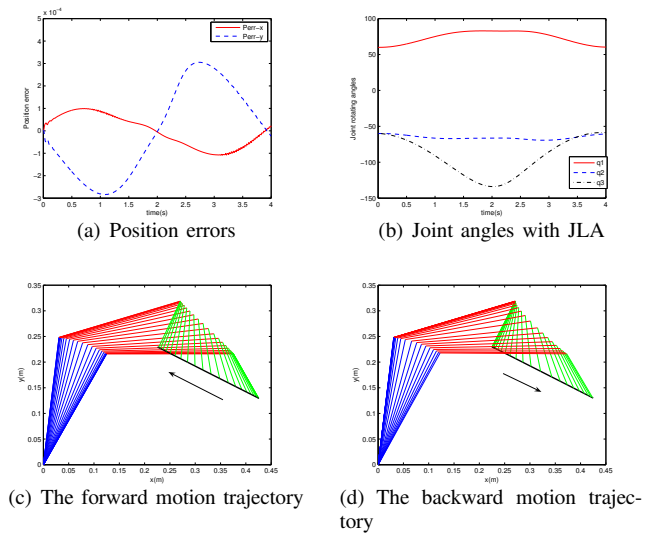 x 10⁻⁴
5
4
3
2
1
0
−1
−2
−3
0 0.5 1 1.5 2 2.5 3 3.5 4
Position error
time(s)
Perr−x
Perr−y
(a) Position errors
100
50
0
−50
−100
−150
0 0.5 1 1.5 2 2.5 3 3.5 4
Joint rotating angles
time(s)
q1
q2
q3
(b) Joint angles with JLA
0.35
0.3
0.25
0.2
0.15
0.1
0.05
0
0 0.05 0.1 0.15 0.2 0.25 0.3 0.35 0.4 0.45
y(m)
x(m)
(c) The forward motion trajectory
0.35
0.3
0.25
0.2
0.15
0.1
0.05
0
0 0.05 0.1 0.15 0.2 0.25 0.3 0.35 0.4 0.45
y(m)
x(m)
(d) The backward motion trajec-
tory